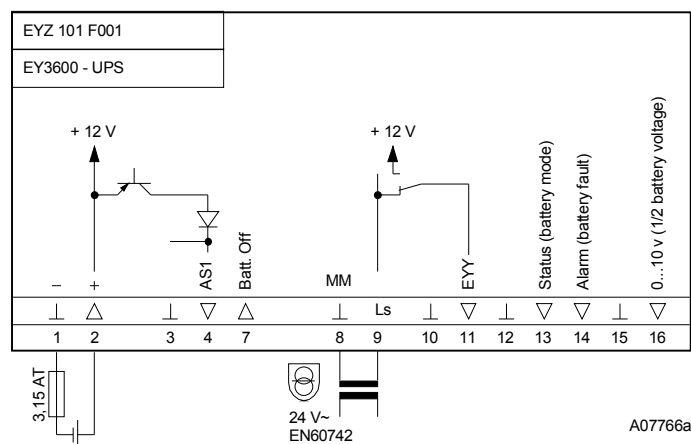 EYZ 101 F001
EY3600 - UPS
+ 12 V
+ 12 V
– + AS1 Batt. Off MM EYY Status (battery mode) Alarm (battery fault) 0...10 v (1/2 battery voltage)
Ls
1 2 3 4 7 8 9 10 11 12 13 14 15 16
3,15 AT
24 V~
EN60742
A07766a